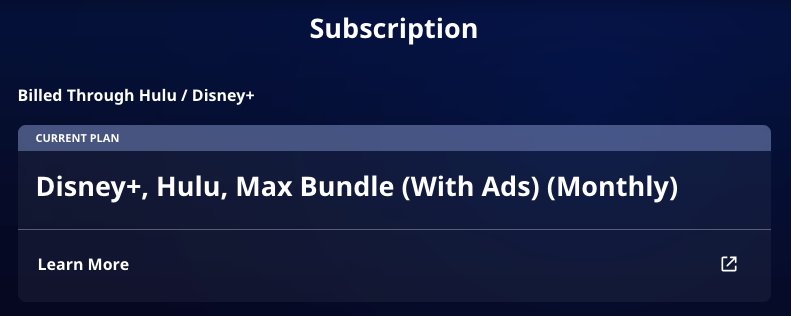 Subscription
Billed Through Hulu / Disney+
CURRENT PLAN
Disney+, Hulu, Max Bundle (With Ads) (Monthly)
Learn More